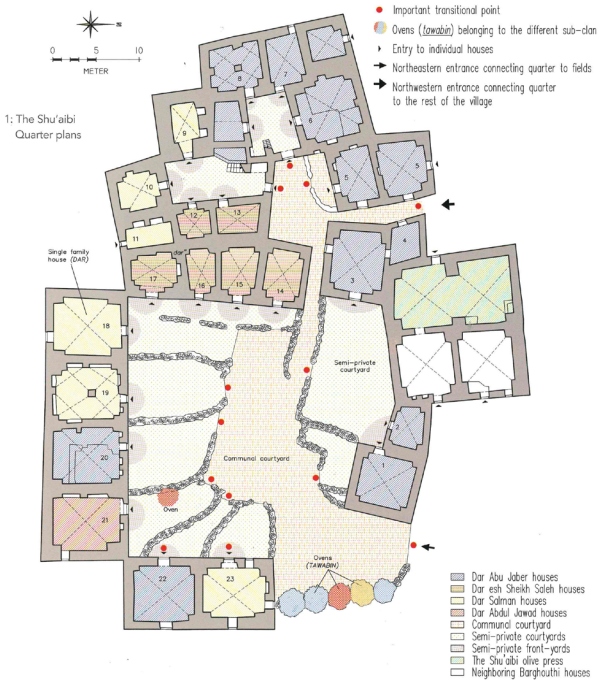 Important transitional point
Ovens (tawabin) belonging to the different sub-clan
Entry to individual houses
Northeastern entrance connecting quarter to fields
Northwestern entrance connecting quarter
to the rest of the village
0 5 10
METER
1: The Shu'aibi
Quarter plans
8
7
6
9
5
5
10
12
13
11
4
Single family
house (DAR)
dar
17
16
15
14
3
18
Semi-private
courtyard
19
2
20
Communal courtyard
1
21
Oven
Ovens
(TAWABIN)
22
23
Dar Abu Jaber houses
Dar esh Sheikh Saleh houses
Dar Salman houses
Dar Abdul Jawad houses
Communal courtyard
Semi-private courtyards
Semi-private front-yards
The Shu'aibi olive press
Neighboring Barghouthi houses